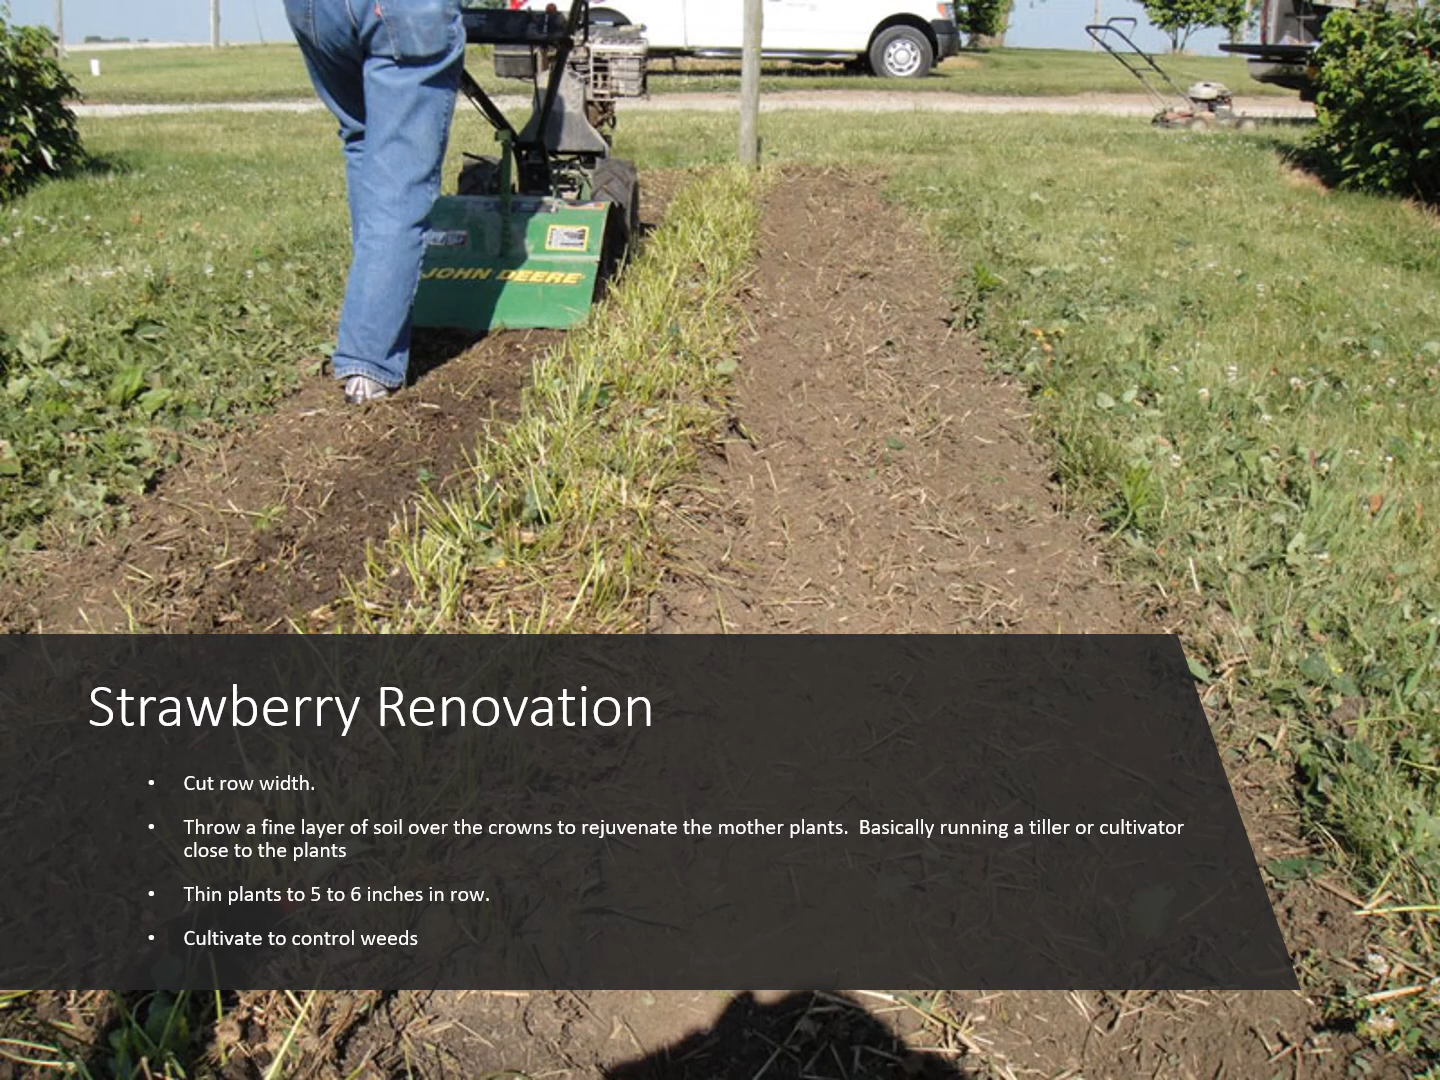 JOHN DEERE
Strawberry Renovation
• Cut row width.
• Throw a fine layer of soil over the crowns to rejuvenate the mother plants.  Basically running a tiller or cultivator
close to the plants
• Thin plants to 5 to 6 inches in row.
• Cultivate to control weeds